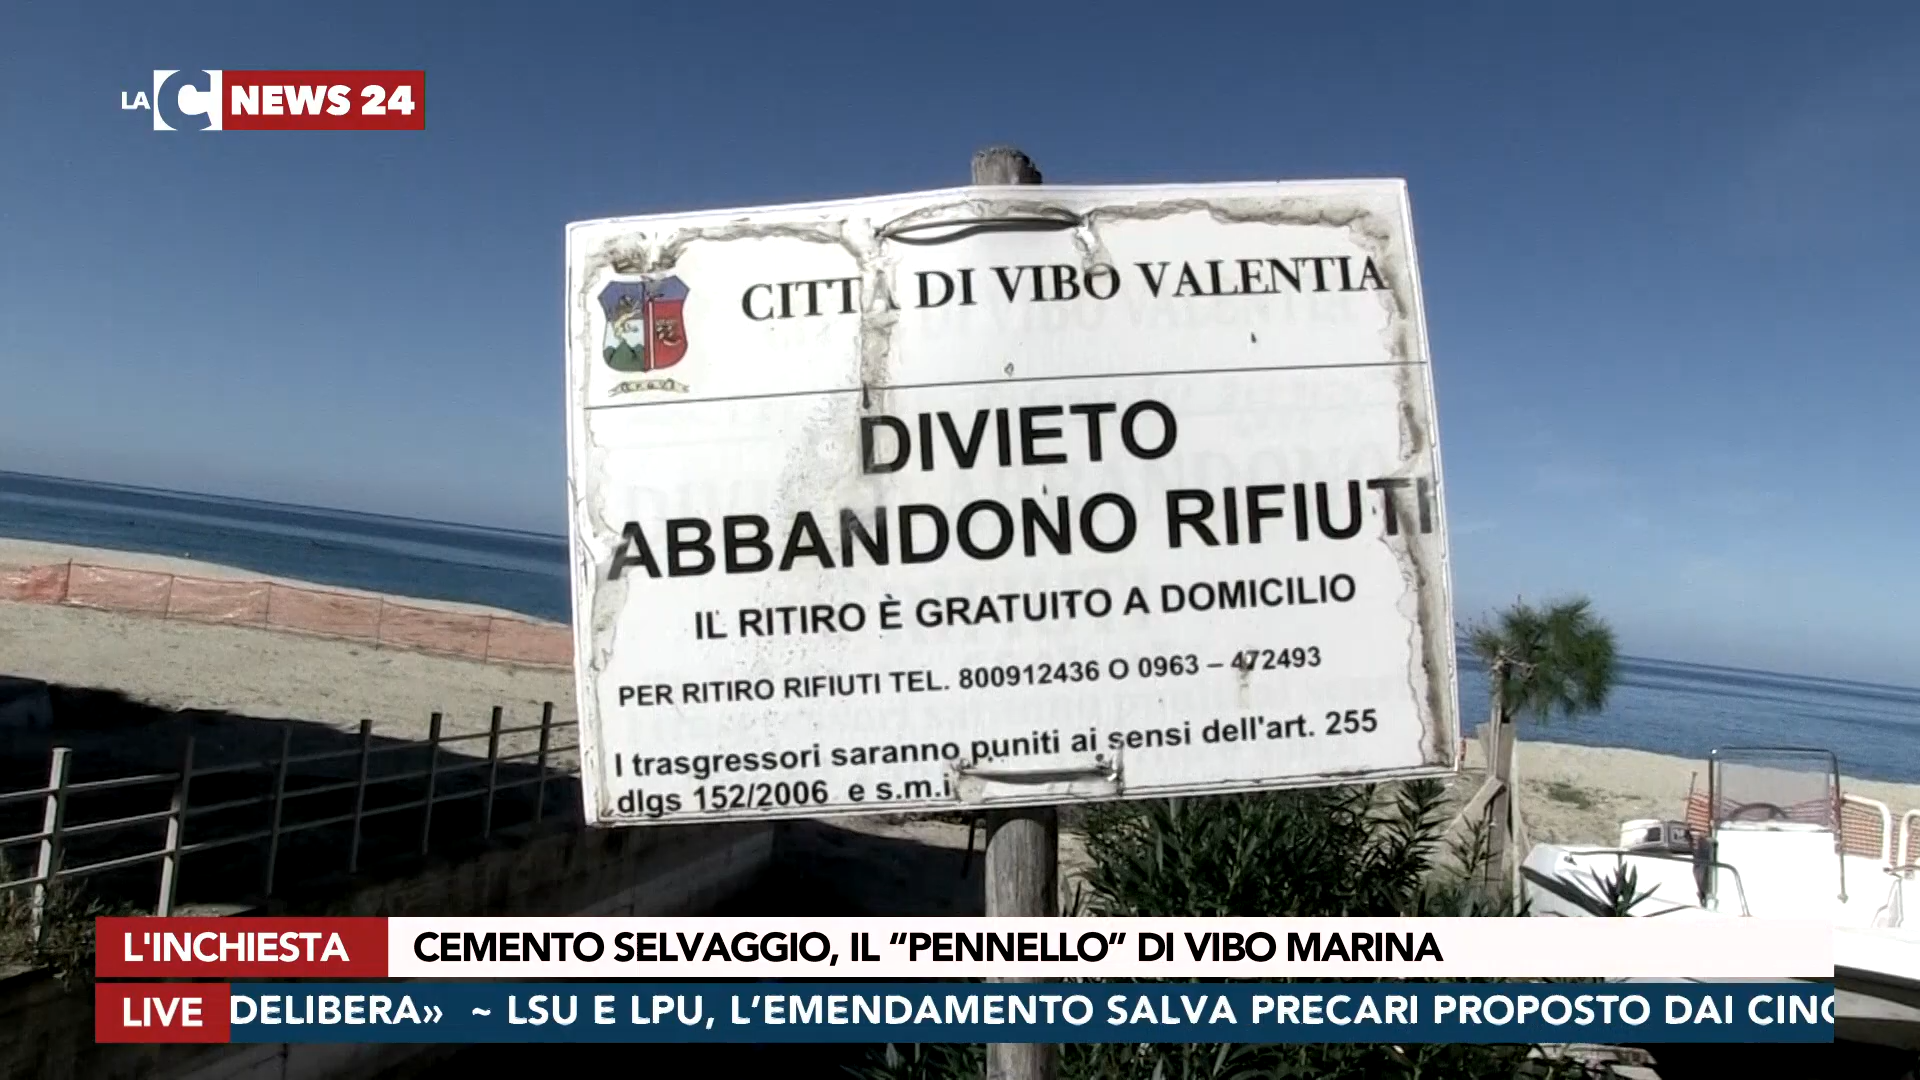 LA C NEWS 24
CITTÀ DI VIBO VALENTIA
DIVIETO
ABBANDONO RIFIUTI
IL RITIRO È GRATUITO A DOMICILIO
PER RITIRO RIFIUTI TEL. 800912436 O 0963 – 472493
I trasgressori saranno puniti ai sensi dell'art. 255
dlgs 152/2006 e s.m.i
L'INCHIESTA CEMENTO SELVAGGIO, IL “PENNELLO” DI VIBO MARINA
LIVE DELIBERA» ~ LSU E LPU, L’EMENDAMENTO SALVA PRECARI PROPOSTO DAI